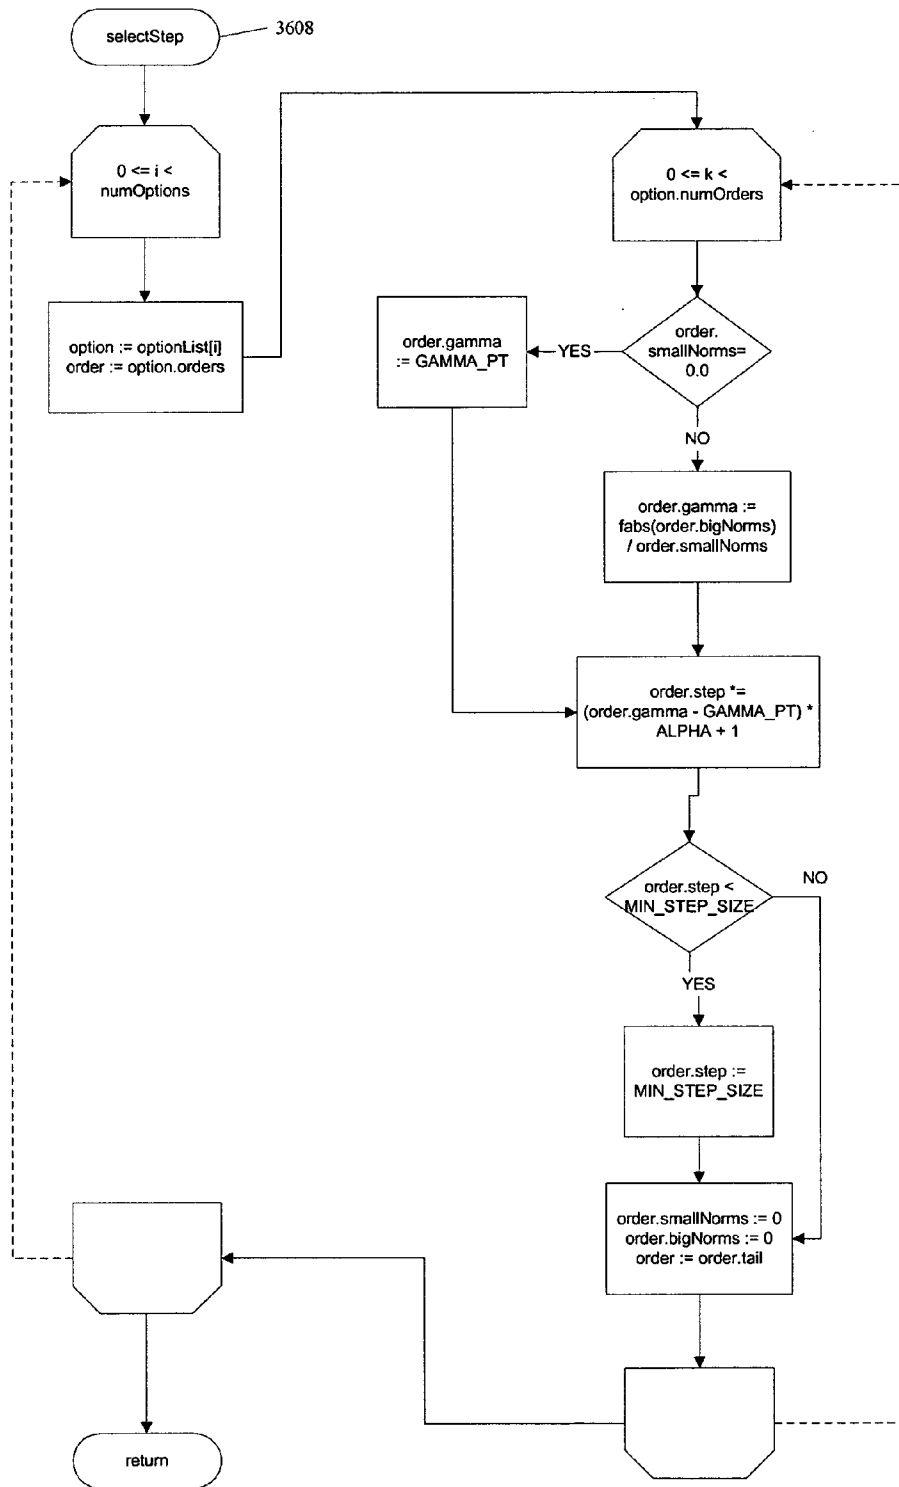 selectStep
3608
0 <= i <
numOptions
option := optionList[i]
order := option.orders
0 <= k <
option.numOrders
order.
smallNorms=
0.0
YES
order.gamma
:= GAMMA_PT
NO
order.gamma :=
fabs(order.bigNorms)
/ order.smallNorms
order.step *=
(order.gamma - GAMMA_PT) *
ALPHA + 1
order.step <
MIN_STEP_SIZE
NO
YES
order.step :=
MIN_STEP_SIZE
order.smallNorms := 0
order.bigNorms := 0
order := order.tail
return